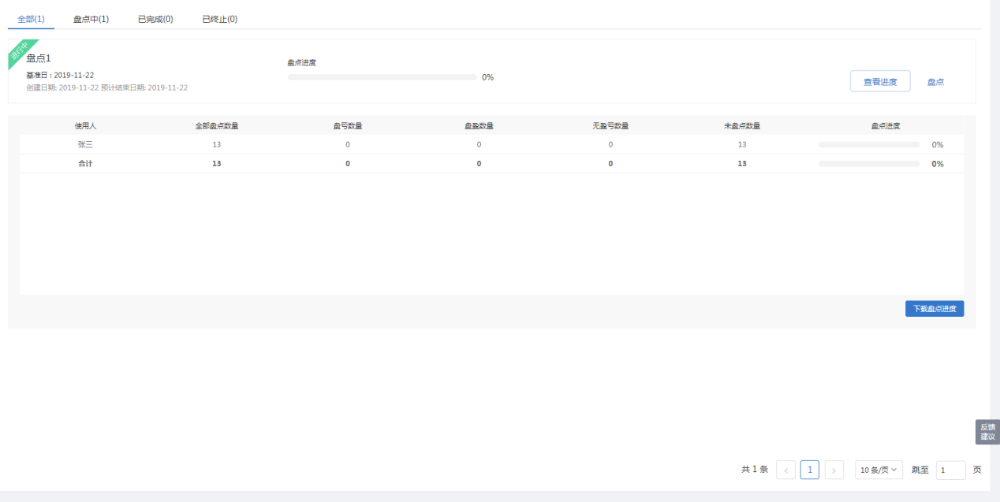 全部(1) 盘点中(1) 已完成(0) 已终止(0)
进行中
盘点1
基准日 : 2019-11-22
创建日期: 2019-11-22 预计结束日期: 2019-11-22
盘点进度
0%
查看进度 盘点
使用人 全部盘点数量 盘亏数量 盘盈数量 无盈亏数量 未盘点数量 盘点进度
张三 13 0 0 0 13 0%
合计 13 0 0 0 13 0%
下载盘点进度
反馈
建议
共 1 条 < 1 > 10 条/页 跳至 1 页